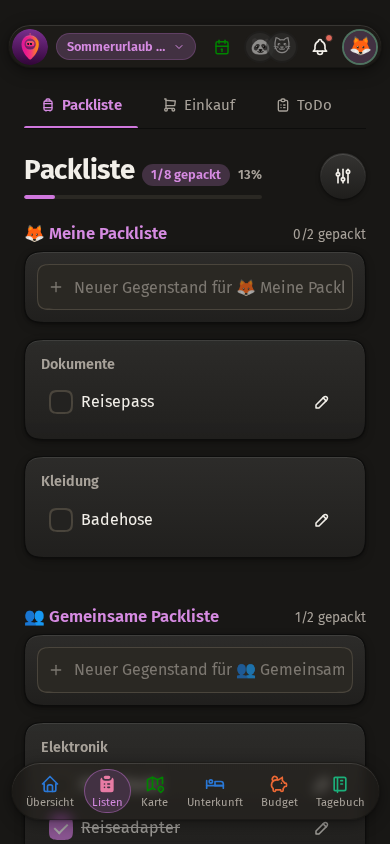 Sommerurlaub ...
Packliste
Einkauf
ToDo
Packliste
1/8 gepackt
13%
🦊 Meine Packliste
0/2 gepackt
+ Neuer Gegenstand für 🦊 Meine Packl
Dokumente
Reisepass
Kleidung
Badehose
👥 Gemeinsame Packliste
1/2 gepackt
+ Neuer Gegenstand für 👥 Gemeinsam
Elektronik
Übersicht
Listen
Karte
Unterkunft
Budget
Tagebuch
Reiseadapter